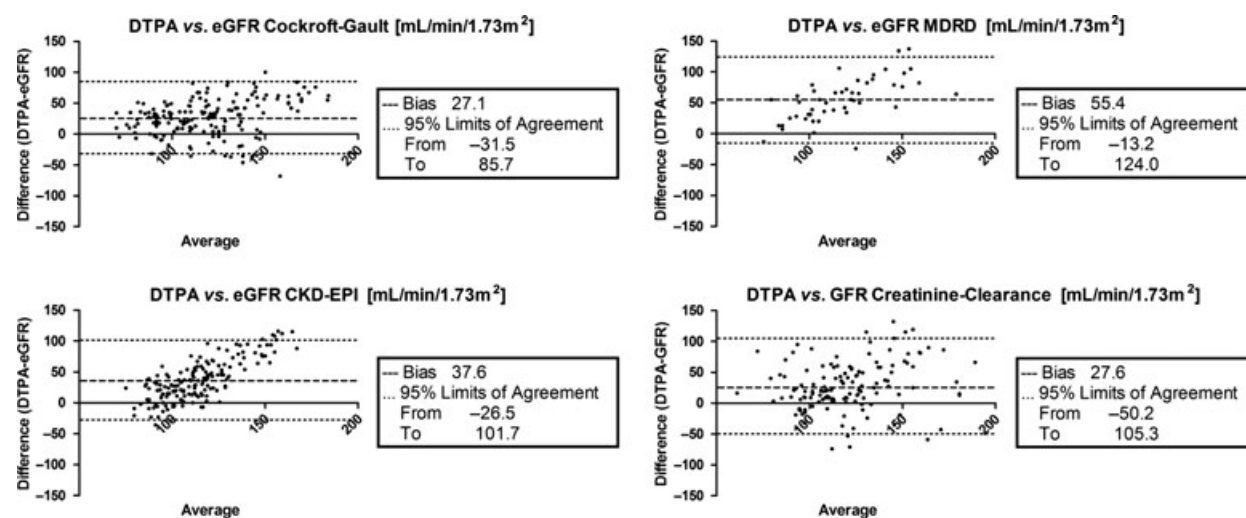 DTPA vs. eGFR Cockroft-Gault [mL/min/1.73m²]
Difference (DTPA-eGFR)
150
100
50
0
–50
–100
–150
100
150
200
Average
--- Bias 27.1
... 95% Limits of Agreement
From –31.5
To 85.7
DTPA vs. eGFR MDRD [mL/min/1.73m²]
Difference (DTPA-eGFR)
150
100
50
0
–50
–100
–150
100
150
200
Average
--- Bias 55.4
... 95% Limits of Agreement
From –13.2
To 124.0
DTPA vs. eGFR CKD-EPI [mL/min/1.73m²]
Difference (DTPA-eGFR)
150
100
50
0
–50
–100
–150
100
150
200
Average
--- Bias 37.6
... 95% Limits of Agreement
From –26.5
To 101.7
DTPA vs. GFR Creatinine-Clearance [mL/min/1.73m²]
Difference (DTPA-GFR)
150
100
50
0
–50
–100
–150
100
150
200
Average
--- Bias 27.6
... 95% Limits of Agreement
From –50.2
To 105.3